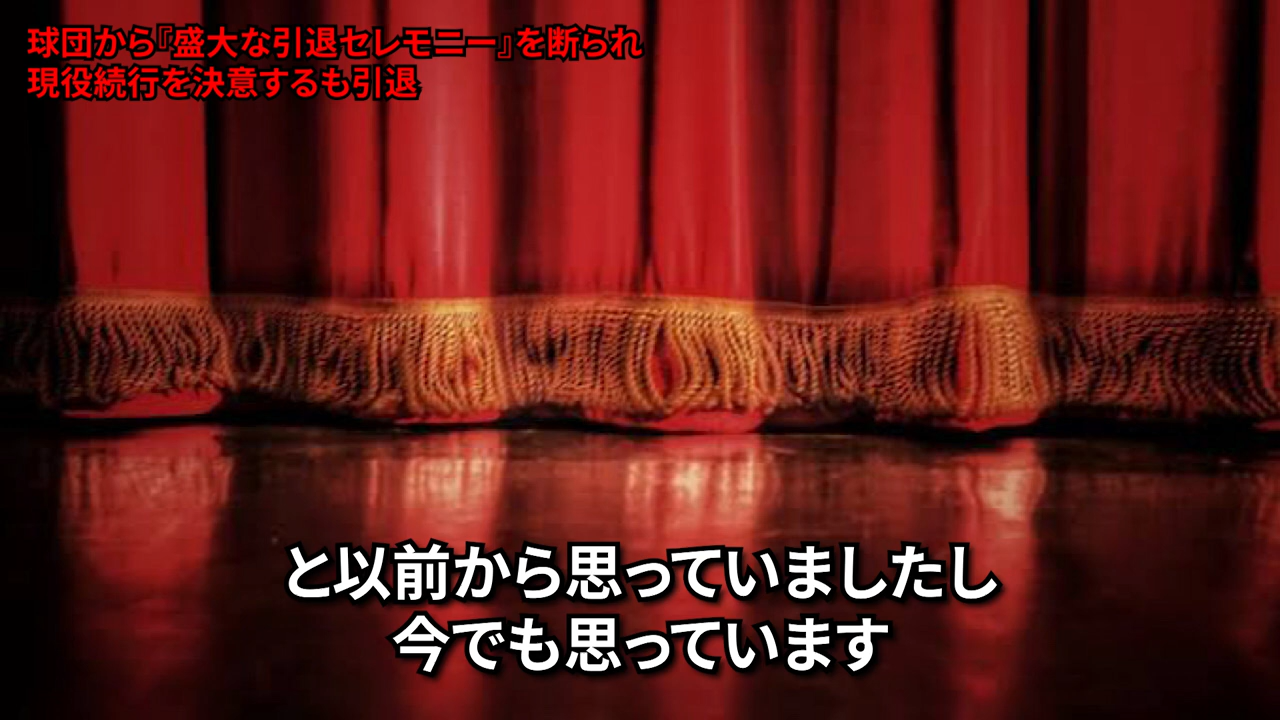 球団から『盛大な引退セレモニー』を断られ
現役続行を決意するも引退
と以前から思っていましたし
今でも思っています